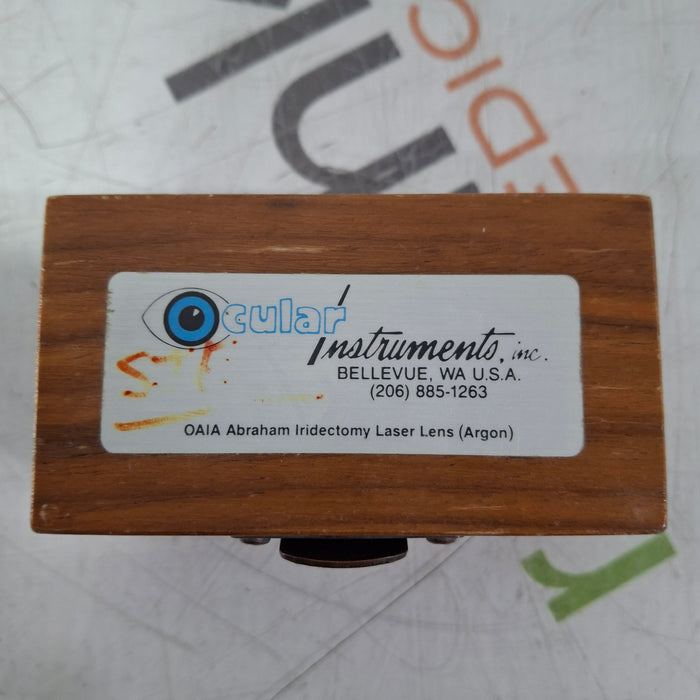 Ocular
Instruments, inc.
BELLEVUE, WA U.S.A.
(206) 885-1263
OAIA Abraham Iridectomy Laser Lens (Argon)